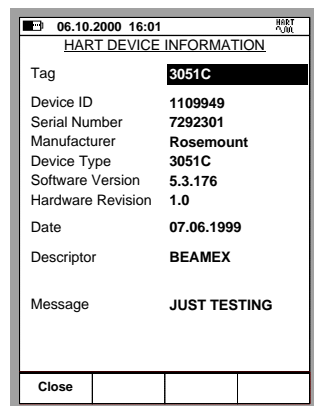 06.10.2000 16:01 HART
HART DEVICE INFORMATION
Tag 3051C
Device ID 1109949
Serial Number 7292301
Manufacturer Rosemount
Device Type 3051C
Software Version 5.3.176
Hardware Revision 1.0
Date 07.06.1999
Descriptor BEAMEX
Message JUST TESTING
Close